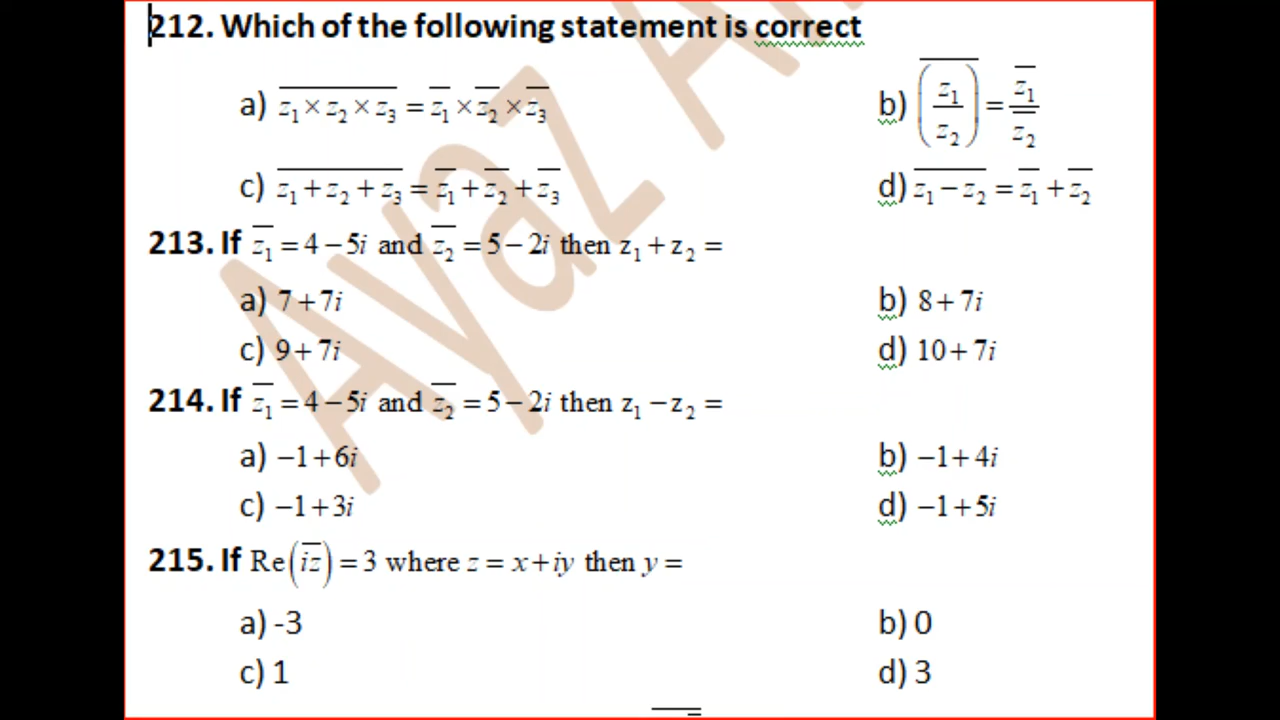 212. Which of the following statement is correct
a) $\overline{z_1 \times z_2 \times z_3} = \overline{z_1} \times \overline{z_2} \times \overline{z_3}$ b) $\overline{\left(\frac{z_1}{z_2}\right)} = \frac{\overline{z_1}}{\overline{z_2}}$
c) $\overline{z_1 + z_2 + z_3} = \overline{z_1} + \overline{z_2} + \overline{z_3}$ d) $\overline{z_1 - z_2} = \overline{z_1} + \overline{z_2}$
213. If $\overline{z_1} = 4 - 5i$ and $\overline{z_2} = 5 - 2i$ then $z_1 + z_2 =$
a) $7 + 7i$ b) $8 + 7i$
c) $9 + 7i$ d) $10 + 7i$
214. If $\overline{z_1} = 4 - 5i$ and $\overline{z_2} = 5 - 2i$ then $z_1 - z_2 =$
a) $-1 + 6i$ b) $-1 + 4i$
c) $-1 + 3i$ d) $-1 + 5i$
215. If $\mathrm{Re}\left(\overline{iz}\right) = 3$ where $z = x + iy$ then $y =$
a) -3 b) 0
c) 1 d) 3
Ayaz